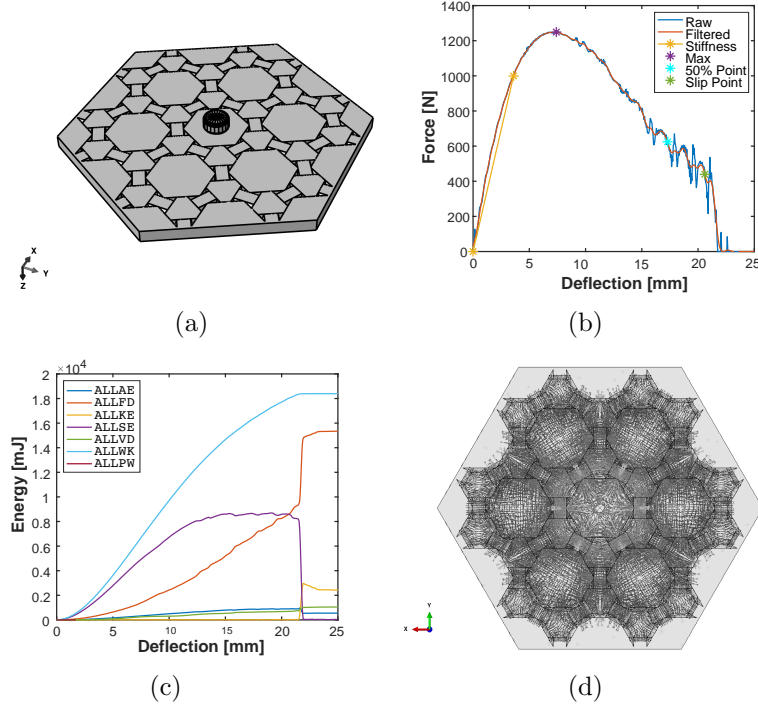 X
Y
Z
(a)
1400
1200
1000
800
600
400
200
0
Force [N]
0 5 10 15 20 25
Deflection [mm]
Raw
Filtered
Stiffness
Max
50% Point
Slip Point
(b)
×10^4
2
1.8
1.6
1.4
1.2
1
0.8
0.6
0.4
0.2
0
Energy [mJ]
0 5 10 15 20 25
Deflection [mm]
ALLAE
ALLFD
ALLKE
ALLSE
ALLVD
ALLWK
ALLPW
(c)
Y
X
(d)